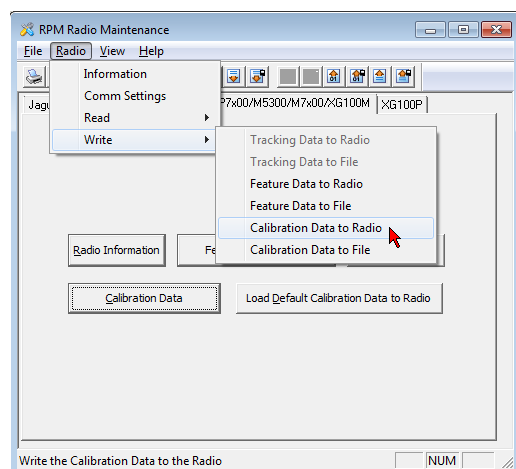 RPM Radio Maintenance
File Radio View Help
Information
Comm Settings
Read
Write
P7x00/M5300/M7x00/XG100M XG100P
Tracking Data to Radio
Tracking Data to File
Feature Data to Radio
Feature Data to File
Calibration Data to Radio
Calibration Data to File
Radio Information
Calibration Data Load Default Calibration Data to Radio
Write the Calibration Data to the Radio NUM